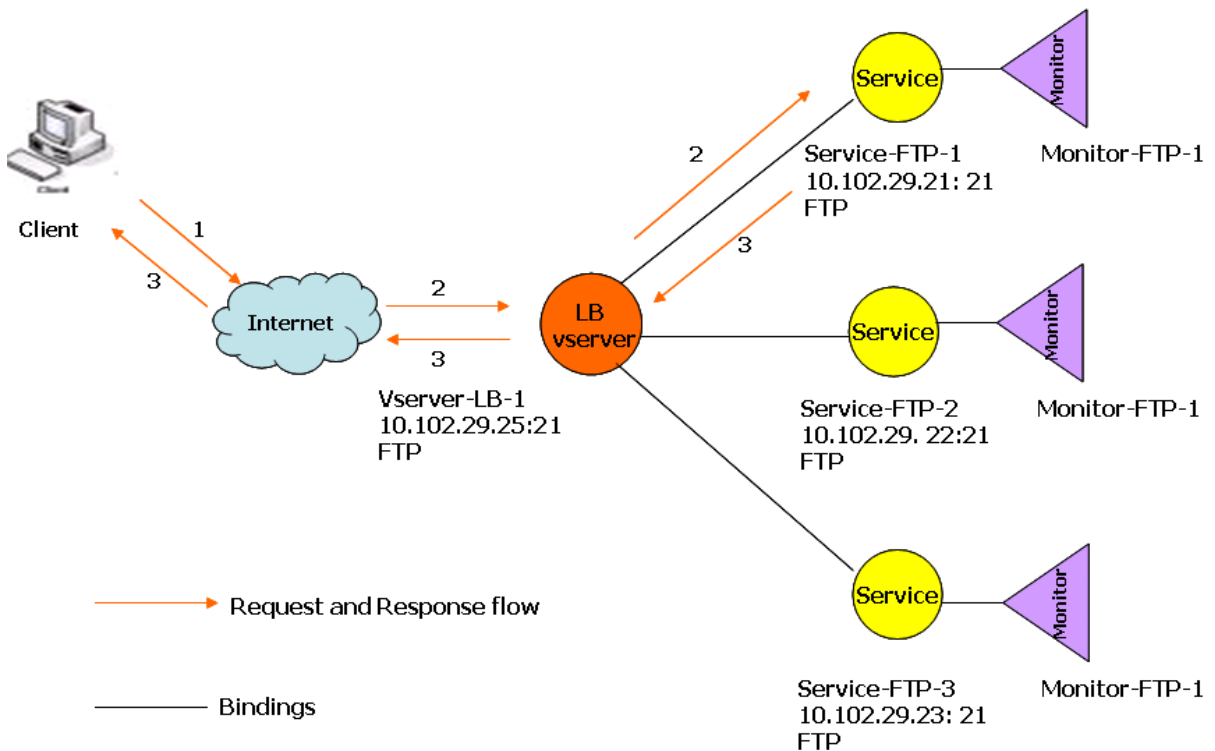 Service
Monitor
2
Service-FTP-1
10.102.29.21: 21
FTP
Monitor-FTP-1
Client
Client
1
3
3
Internet
2
3
LB
vserver
Service
Monitor
Vserver-LB-1
10.102.29.25:21
FTP
Service-FTP-2
10.102.29. 22:21
FTP
Monitor-FTP-1
Service
Monitor
Request and Response flow
Service-FTP-3
10.102.29.23: 21
FTP
Monitor-FTP-1
Bindings